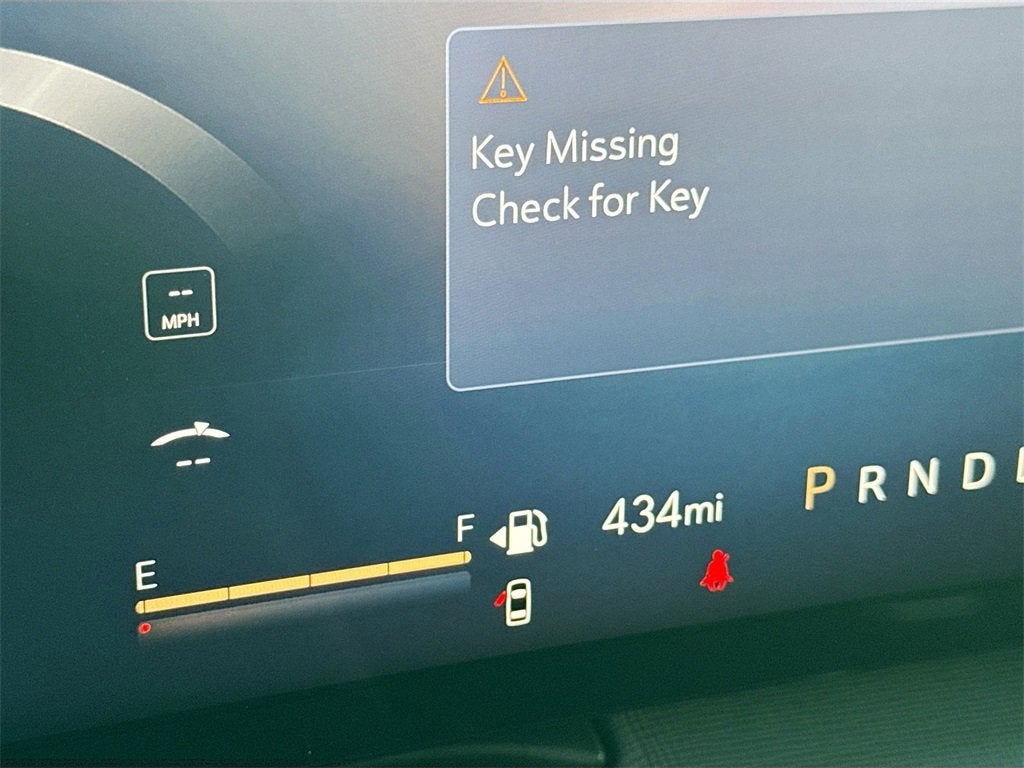 Key Missing
Check for Key
--
MPH
--
P R N D
434mi
E F